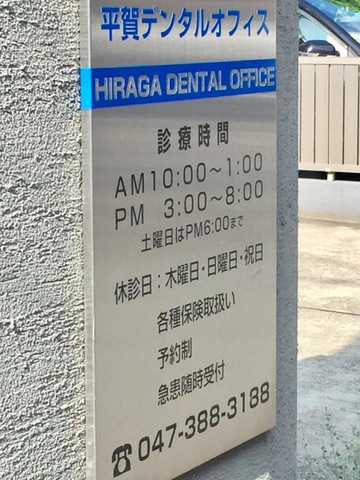 平賀デンタルオフィス
HIRAGA DENTAL OFFICE
診療時間
AM10:00～1:00
PM 3:00～8:00
土曜日はPM6:00まで
休診日：木曜日・日曜日・祝日
各種保険取扱い
予約制
急患随時受付
☎047-388-3188